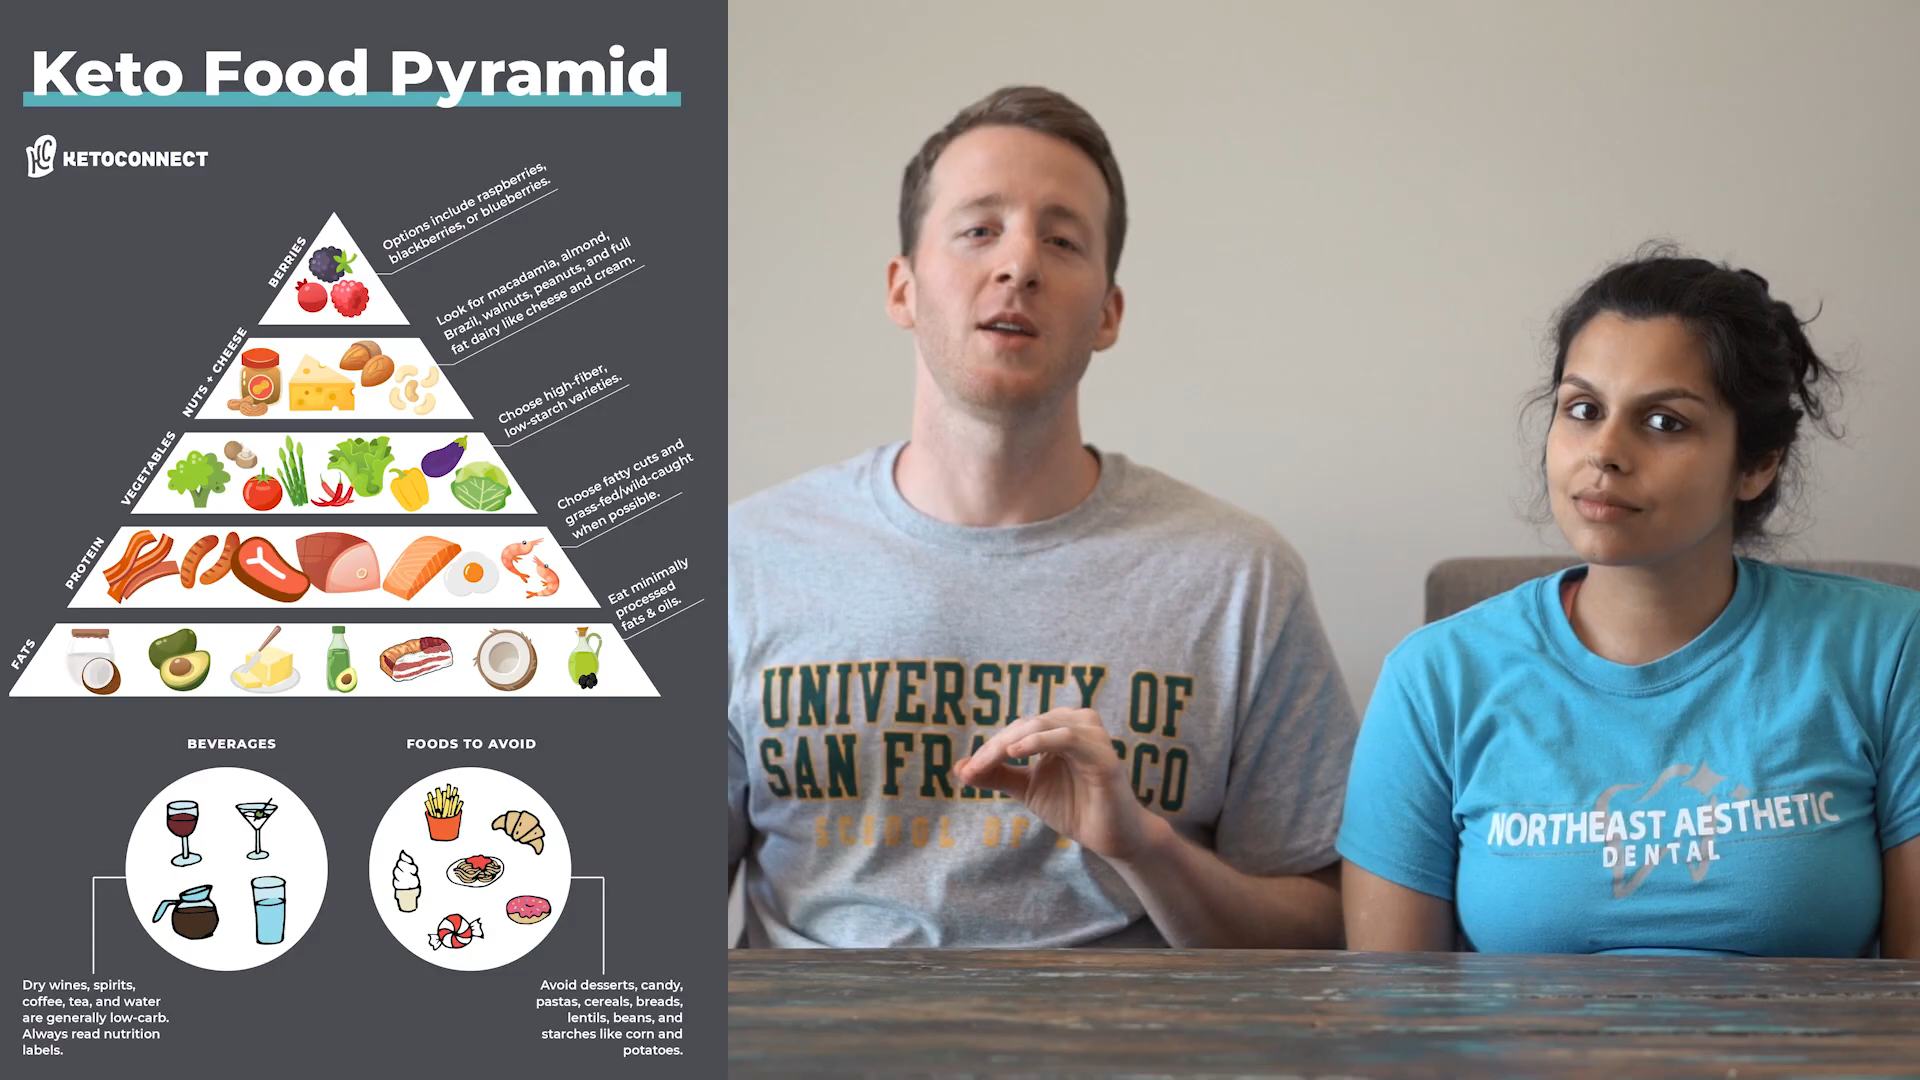 Keto Food Pyramid
KC KETOCONNECT
BERRIES
Options include raspberries,
blackberries, or blueberries.
NUTS + CHEESE
Look for macadamia, almond,
Brazil, walnuts, peanuts, and full
fat dairy like cheese and cream.
VEGETABLES
Choose high-fiber,
low-starch varieties.
PROTEIN
Choose fatty cuts and
grass-fed/wild-caught
when possible.
FATS
Eat minimally
processed
fats & oils.
BEVERAGES
FOODS TO AVOID
Dry wines, spirits,
coffee, tea, and water
are generally low-carb.
Always read nutrition
labels.
Avoid desserts, candy,
pastas, cereals, breads,
lentils, beans, and
starches like corn and
potatoes.
UNIVERSITY OF
SAN
SCHOOL OF
NORTHEAST AESTHETIC
DENTAL